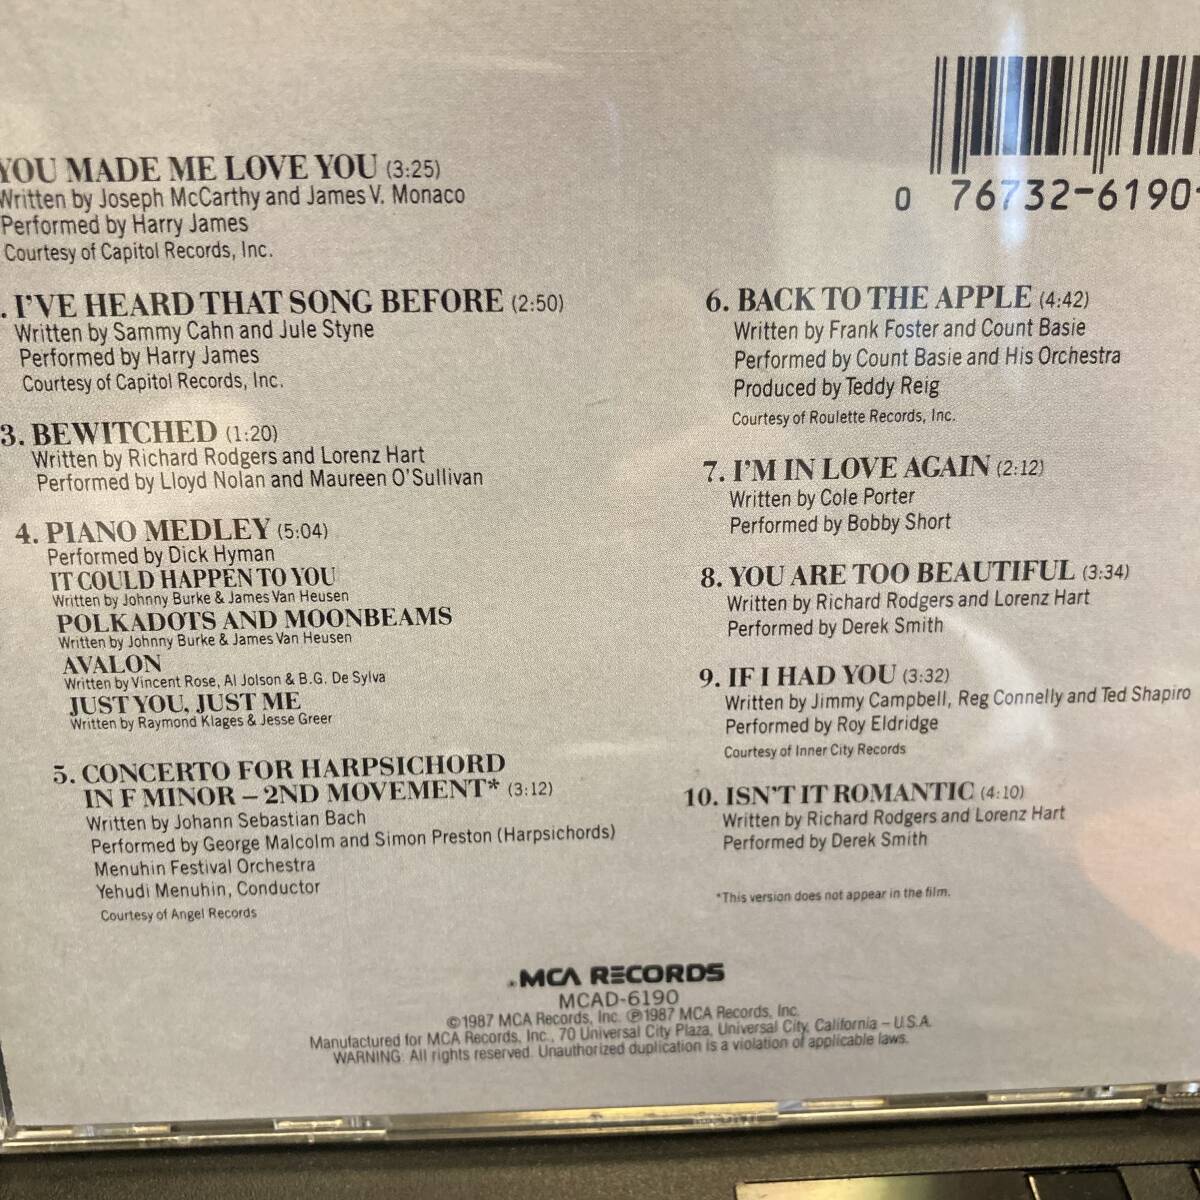 YOU MADE ME LOVE YOU (3:25)
Written by Joseph McCarthy and James V. Monaco
Performed by Harry James
Courtesy of Capitol Records, Inc.
. I'VE HEARD THAT SONG BEFORE (2:50)
Written by Sammy Cahn and Jule Styne
Performed by Harry James
Courtesy of Capitol Records, Inc.
3. BEWITCHED (1:20)
Written by Richard Rodgers and Lorenz Hart
Performed by Lloyd Nolan and Maureen O'Sullivan
4. PIANO MEDLEY (5:04)
Performed by Dick Hyman
IT COULD HAPPEN TO YOU
Written by Johnny Burke & James Van Heusen
POLKADOTS AND MOONBEAMS
Written by Johnny Burke & James Van Heusen
AVALON
Written by Vincent Rose, Al Jolson & B.G. De Sylva
JUST YOU, JUST ME
Written by Raymond Klages & Jesse Greer
5. CONCERTO FOR HARPSICHORD
IN F MINOR – 2ND MOVEMENT* (3:12)
Written by Johann Sebastian Bach
Performed by George Malcolm and Simon Preston (Harpsichords)
Menuhin Festival Orchestra
Yehudi Menuhin, Conductor
Courtesy of Angel Records
0 76732-6190-
6. BACK TO THE APPLE (4:42)
Written by Frank Foster and Count Basie
Performed by Count Basie and His Orchestra
Produced by Teddy Reig
Courtesy of Roulette Records, Inc.
7. I'M IN LOVE AGAIN (2:12)
Written by Cole Porter
Performed by Bobby Short
8. YOU ARE TOO BEAUTIFUL (3:34)
Written by Richard Rodgers and Lorenz Hart
Performed by Derek Smith
9. IF I HAD YOU (3:32)
Written by Jimmy Campbell, Reg Connelly and Ted Shapiro
Performed by Roy Eldridge
Courtesy of Inner City Records
10. ISN'T IT ROMANTIC (4:10)
Written by Richard Rodgers and Lorenz Hart
Performed by Derek Smith
*This version does not appear in the film.
MCA RECORDS
MCAD-6190
©1987 MCA Records, Inc. ℗1987 MCA Records, Inc.
Manufactured for MCA Records, Inc., 70 Universal City Plaza, Universal City, California – U.S.A.
WARNING: All rights reserved. Unauthorized duplication is a violation of applicable laws.